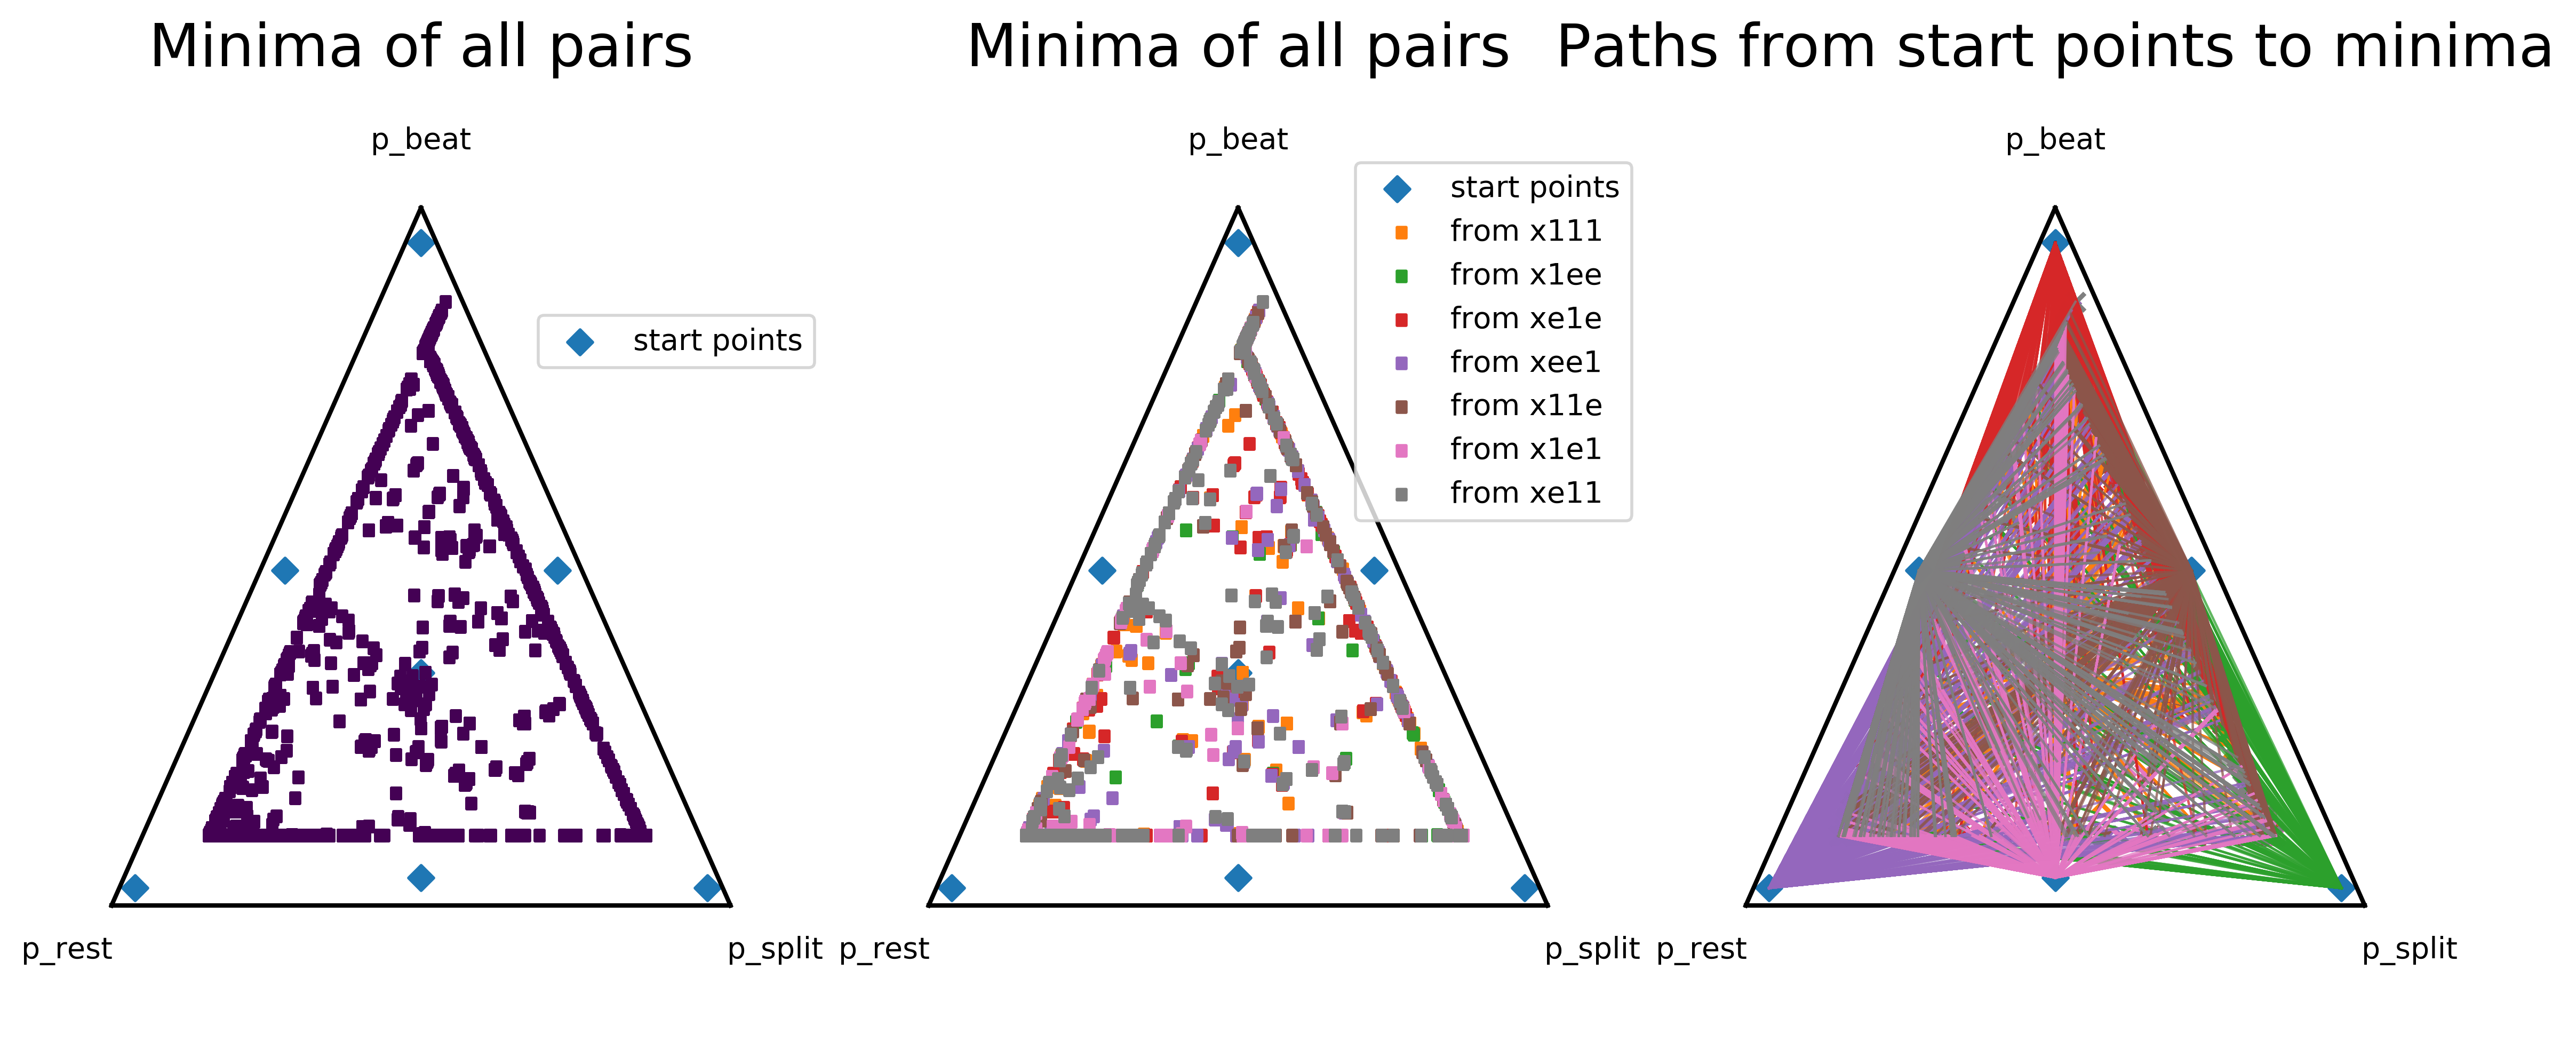 Minima of all pairs
Minima of all pairs
Paths from start points to minima
p_beat
p_beat
p_beat
start points
start points
from x111
from x1ee
from xe1e
from xee1
from x11e
from x1e1
from xe11
p_rest
p_split
p_rest
p_split
p_rest
p_split